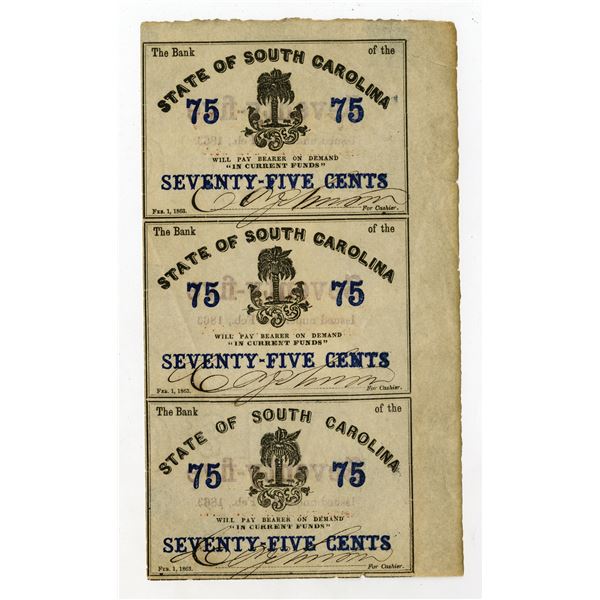 The Bank of the
STATE OF SOUTH CAROLINA
75 75
WILL PAY BEARER ON DEMAND
"IN CURRENT FUNDS"
SEVENTY-FIVE CENTS
FEB. 1, 1863. For Cashier.
The Bank of the
STATE OF SOUTH CAROLINA
75 75
WILL PAY BEARER ON DEMAND
"IN CURRENT FUNDS"
SEVENTY-FIVE CENTS
FEB. 1, 1863. For Cashier.
The Bank of the
STATE OF SOUTH CAROLINA
75 75
WILL PAY BEARER ON DEMAND
"IN CURRENT FUNDS"
SEVENTY-FIVE CENTS
FEB. 1, 1863. For Cashier.